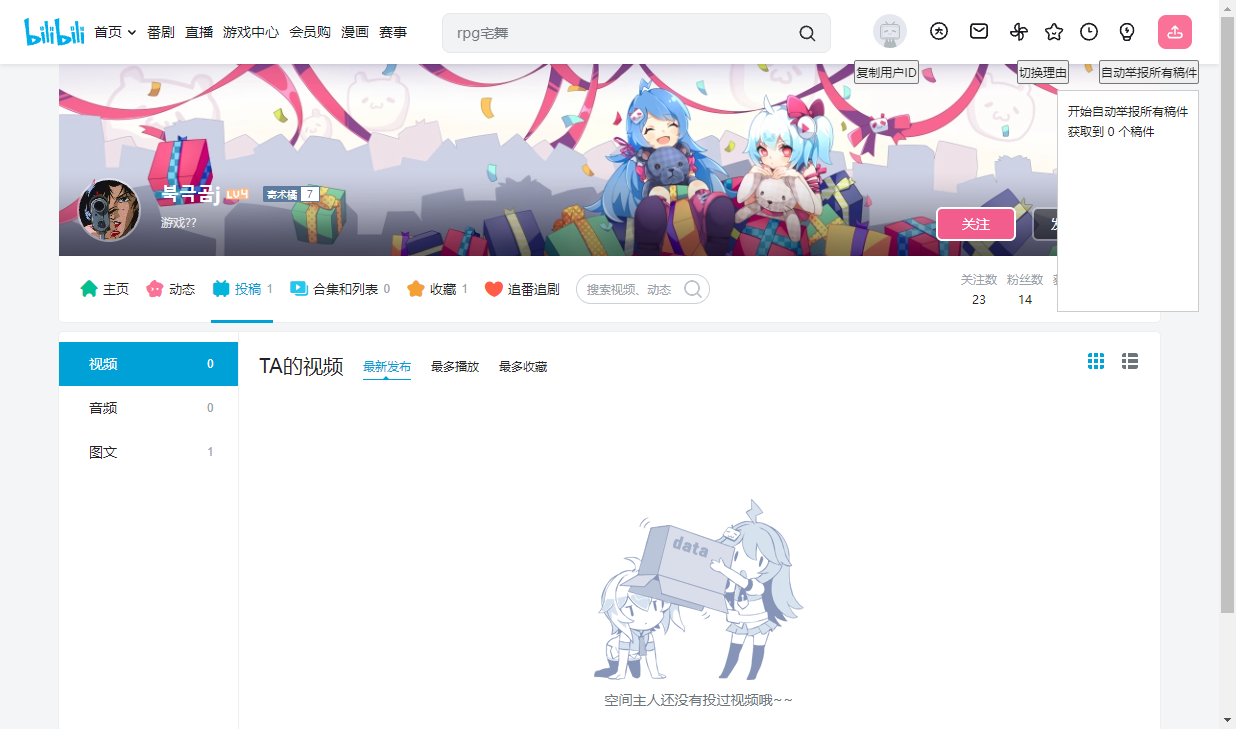 bilibili 首页 番剧 直播 游戏中心 会员购 漫画 赛事 rpg宅舞
复制用户ID 切换理由 自动举报所有稿件
开始自动举报所有稿件
获取到 0 个稿件
북극곰j LV4 7
游戏??
关注 发
主页 动态 投稿 1 合集和列表 0 收藏 1 追番追剧 搜索视频、动态
关注数 粉丝数
23 14
视频 0
音频 0
图文 1
TA的视频 最新发布 最多播放 最多收藏
data
空间主人还没有投过视频哦~~